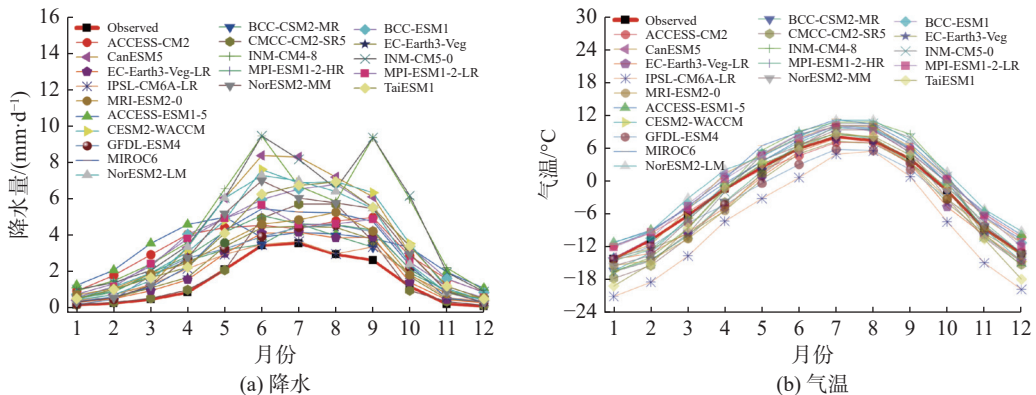 16
14
12
10
8
6
4
2
0
降水量/(mm·d⁻¹)
Observed
ACCESS-CM2
CanESM5
EC-Earth3-Veg-LR
IPSL-CM6A-LR
MRI-ESM2-0
ACCESS-ESM1-5
CESM2-WACCM
GFDL-ESM4
MIROC6
NorESM2-LM
BCC-CSM2-MR
CMCC-CM2-SR5
INM-CM4-8
MPI-ESM1-2-HR
NorESM2-MM
BCC-ESM1
EC-Earth3-Veg
INM-CM5-0
MPI-ESM1-2-LR
TaiESM1
1 2 3 4 5 6 7 8 9 10 11 12
月份
(a) 降水
30
24
18
12
6
0
−6
−12
−18
−24
气温/°C
Observed
ACCESS-CM2
CanESM5
EC-Earth3-Veg-LR
IPSL-CM6A-LR
MRI-ESM2-0
ACCESS-ESM1-5
CESM2-WACCM
GFDL-ESM4
MIROC6
NorESM2-LM
BCC-CSM2-MR
CMCC-CM2-SR5
INM-CM4-8
MPI-ESM1-2-HR
NorESM2-MM
BCC-ESM1
EC-Earth3-Veg
INM-CM5-0
MPI-ESM1-2-LR
TaiESM1
1 2 3 4 5 6 7 8 9 10 11 12
月份
(b) 气温